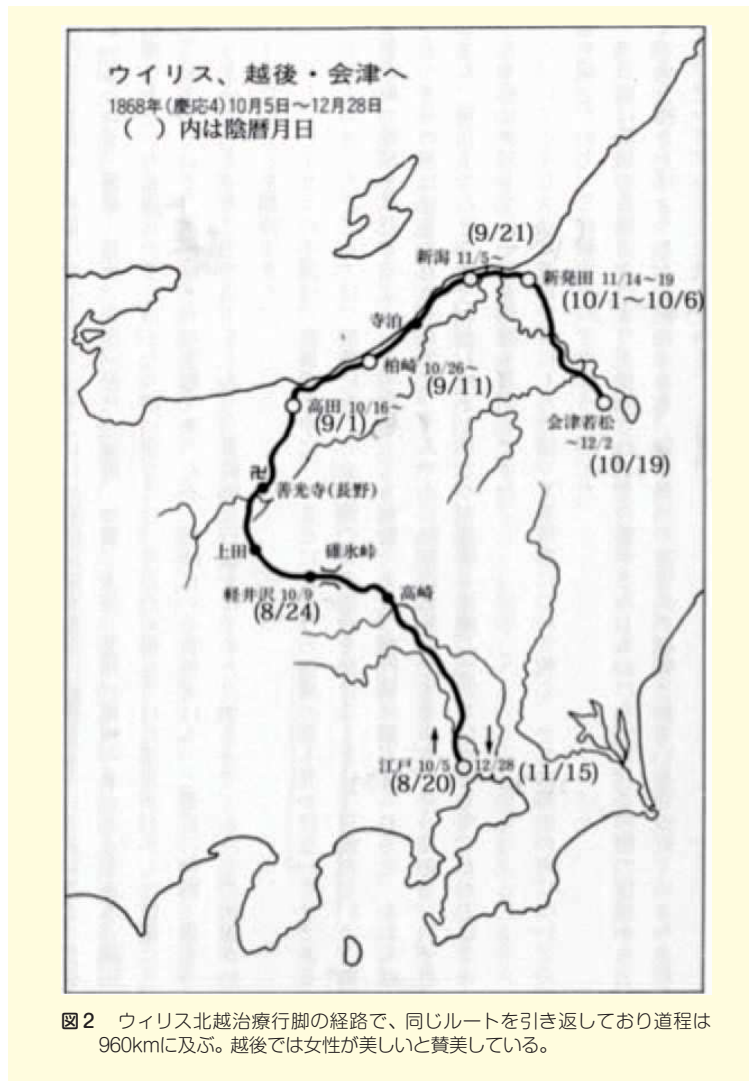 ウイリス、越後・会津へ
1868年(慶応4)10月5日〜12月28日
(　)内は陰暦月日
(9/21)
新潟 11/5〜
新発田 11/14〜19
(10/1〜10/6)
寺泊
柏崎 10/26〜
(9/11)
高田 10/16〜
(9/1)
会津若松
〜12/2
(10/19)
卍
善光寺(長野)
上田
碓氷峠
軽井沢 10/9
(8/24)
高崎
↑ ↓
江戸 10/5 12/28
(8/20) (11/15)
図2　ウィリス北越治療行脚の経路で、同じルートを引き返しており道程は
960kmに及ぶ。越後では女性が美しいと賛美している。